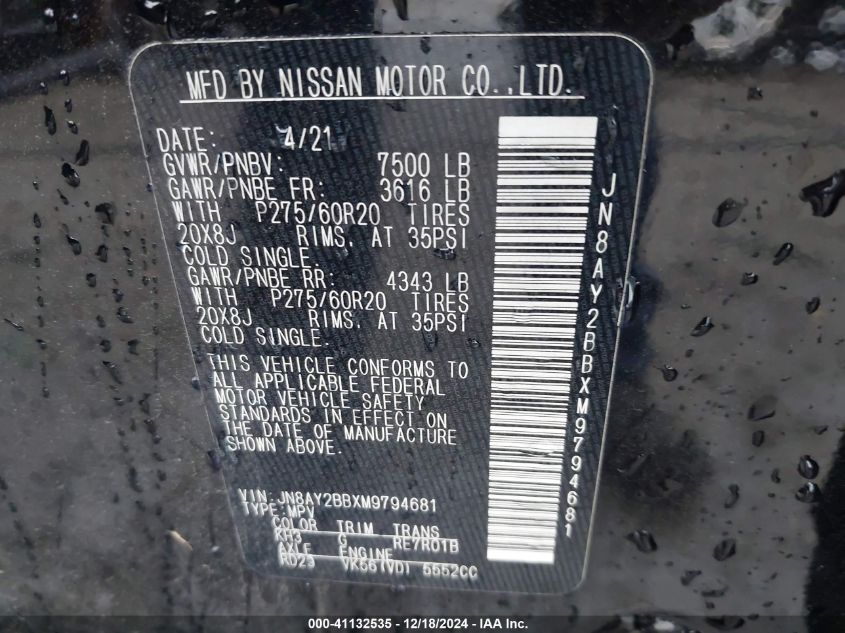 MFD BY NISSAN MOTOR CO.,LTD.
DATE: 4/21
GVWR/PNBV: 7500 LB
GAWR/PNBE FR: 3616 LB
WITH P275/60R20 TIRES
20X8J RIMS. AT 35PSI
COLD SINGLE.
GAWR/PNBE RR: 4343 LB
WITH P275/60R20 TIRES
20X8J RIMS. AT 35PSI
COLD SINGLE.
THIS VEHICLE CONFORMS TO
ALL APPLICABLE FEDERAL
MOTOR VEHICLE SAFETY
STANDARDS IN EFFECT ON
THE DATE OF MANUFACTURE
SHOWN ABOVE.
VIN:JN8AY2BBXM9794681
TYPE:MPV
COLOR TRIM TRANS
KH3 G RE7R01B
AXLE ENGINE
RD23 VK56(VD) 5552CC
JN8AY2BBXM9794681
000-41132535 - 12/18/2024 - IAA Inc.